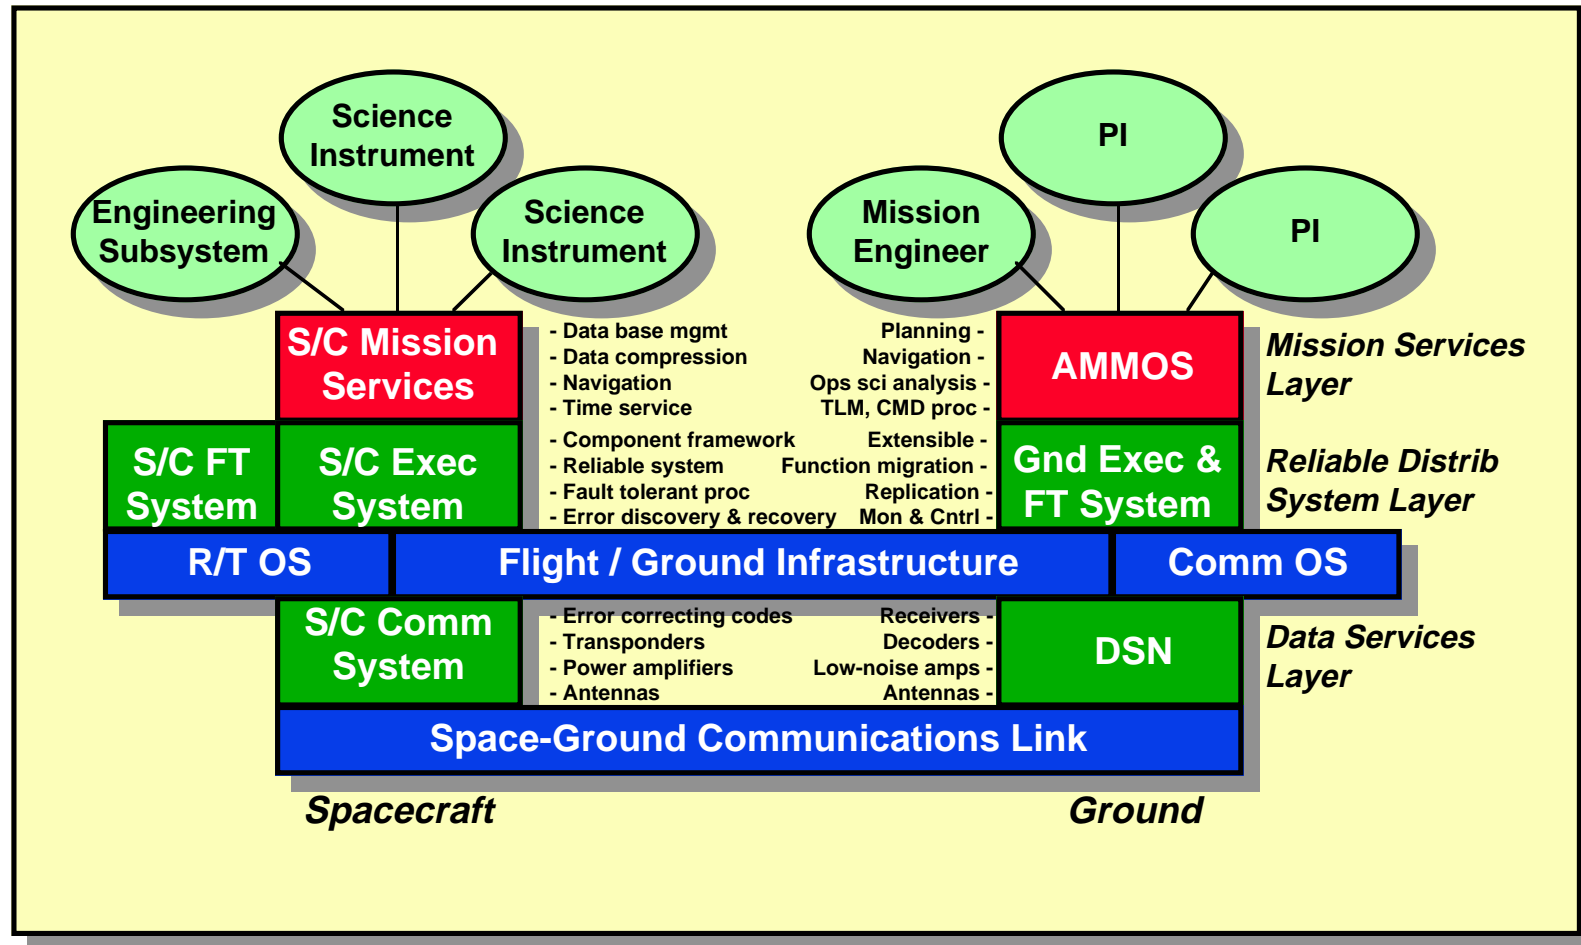 Science
Instrument
PI
Engineering
Subsystem
Science
Instrument
Mission
Engineer
PI
S/C Mission
Services
- Data base mgmt
- Data compression
- Navigation
- Time service
Planning -
Navigation -
Ops sci analysis -
TLM, CMD proc -
AMMOS
Mission Services
Layer
S/C FT
System
S/C Exec
System
- Component framework
- Reliable system
- Fault tolerant proc
- Error discovery & recovery
Extensible -
Function migration -
Replication -
Mon & Cntrl -
Gnd Exec &
FT System
Reliable Distrib
System Layer
R/T OS
Flight / Ground Infrastructure
Comm OS
S/C Comm
System
- Error correcting codes
- Transponders
- Power amplifiers
- Antennas
Receivers -
Decoders -
Low-noise amps -
Antennas -
DSN
Data Services
Layer
Space-Ground Communications Link
Spacecraft
Ground